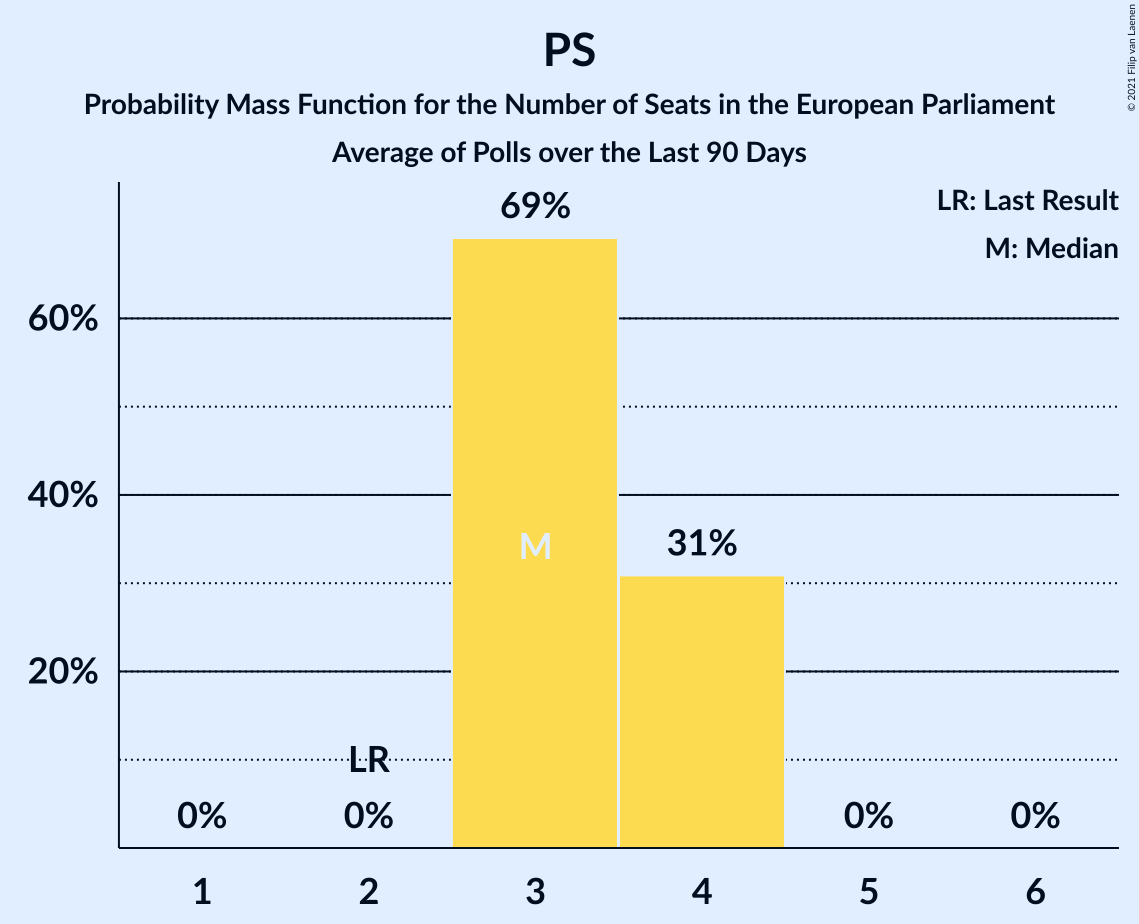 PS
Probability Mass Function for the Number of Seats in the European Parliament
Average of Polls over the Last 90 Days
© 2021 Filip van Laenen
LR: Last Result
M: Median
69%
60%
40%
M
31%
20%
LR
0%
0%
0%
0%
1
2
3
4
5
6